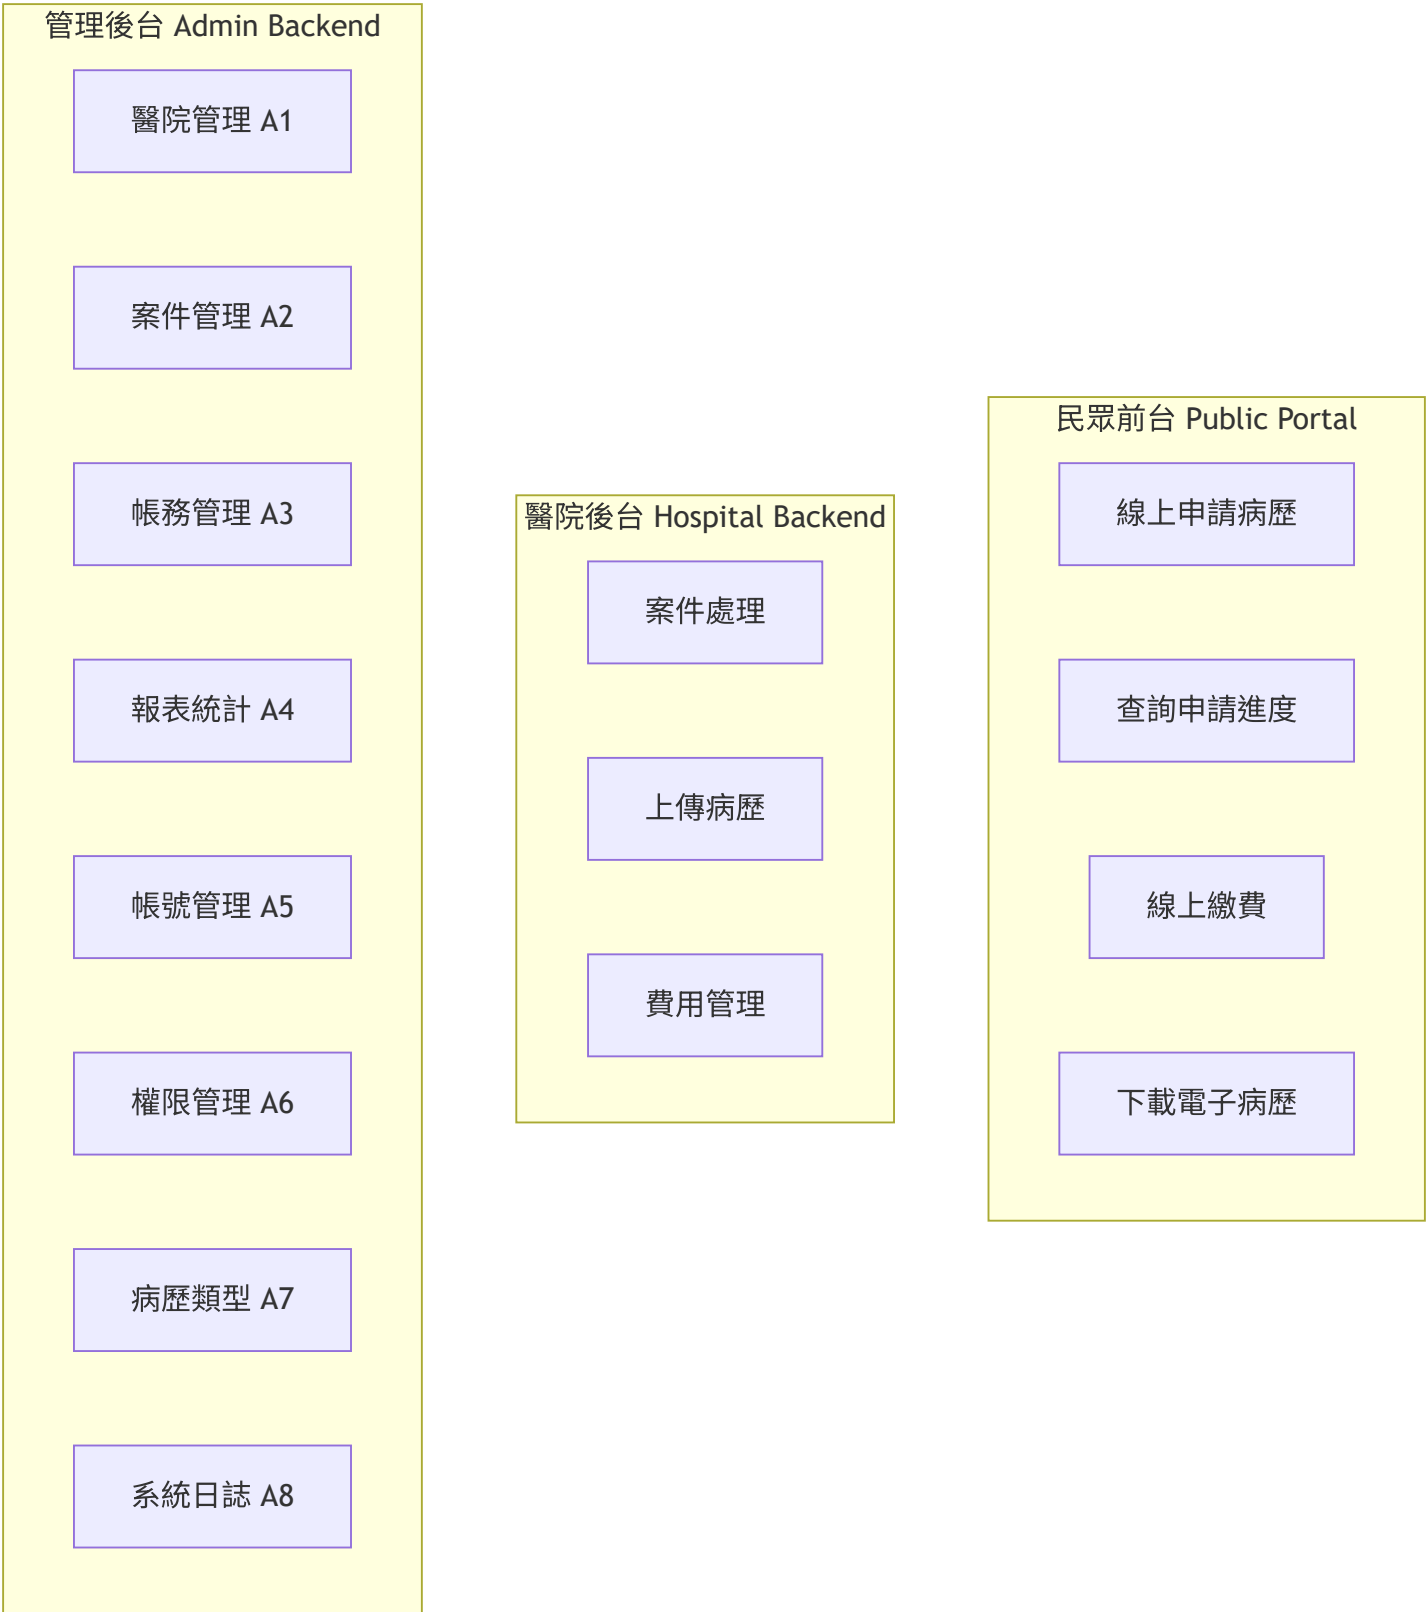 管理後台 Admin Backend
醫院管理 A1
案件管理 A2
帳務管理 A3
報表統計 A4
帳號管理 A5
權限管理 A6
病歷類型 A7
系統日誌 A8
醫院後台 Hospital Backend
案件處理
上傳病歷
費用管理
民眾前台 Public Portal
線上申請病歷
查詢申請進度
線上繳費
下載電子病歷